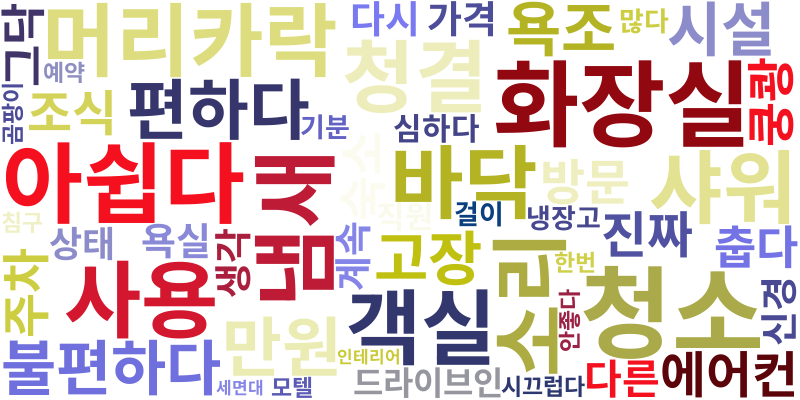 그닥
머리카락
다시
가격
욕조
많다
시설
예약
청결
곰팡이
조식
편하다
기분
심하다
화장실
쿵쾅
아쉽다
냄새
숙소
바닥
방문
샤워
침구
직원
걸이
냉장고
진짜
춥다
상태
욕실
생각
계속
고장
소리
한번
청소
신경
주차
사용
만원
객실
안좋다
불편하다
인테리어
세면대
모텔
드라이브인
시끄럽다
다른
에어컨